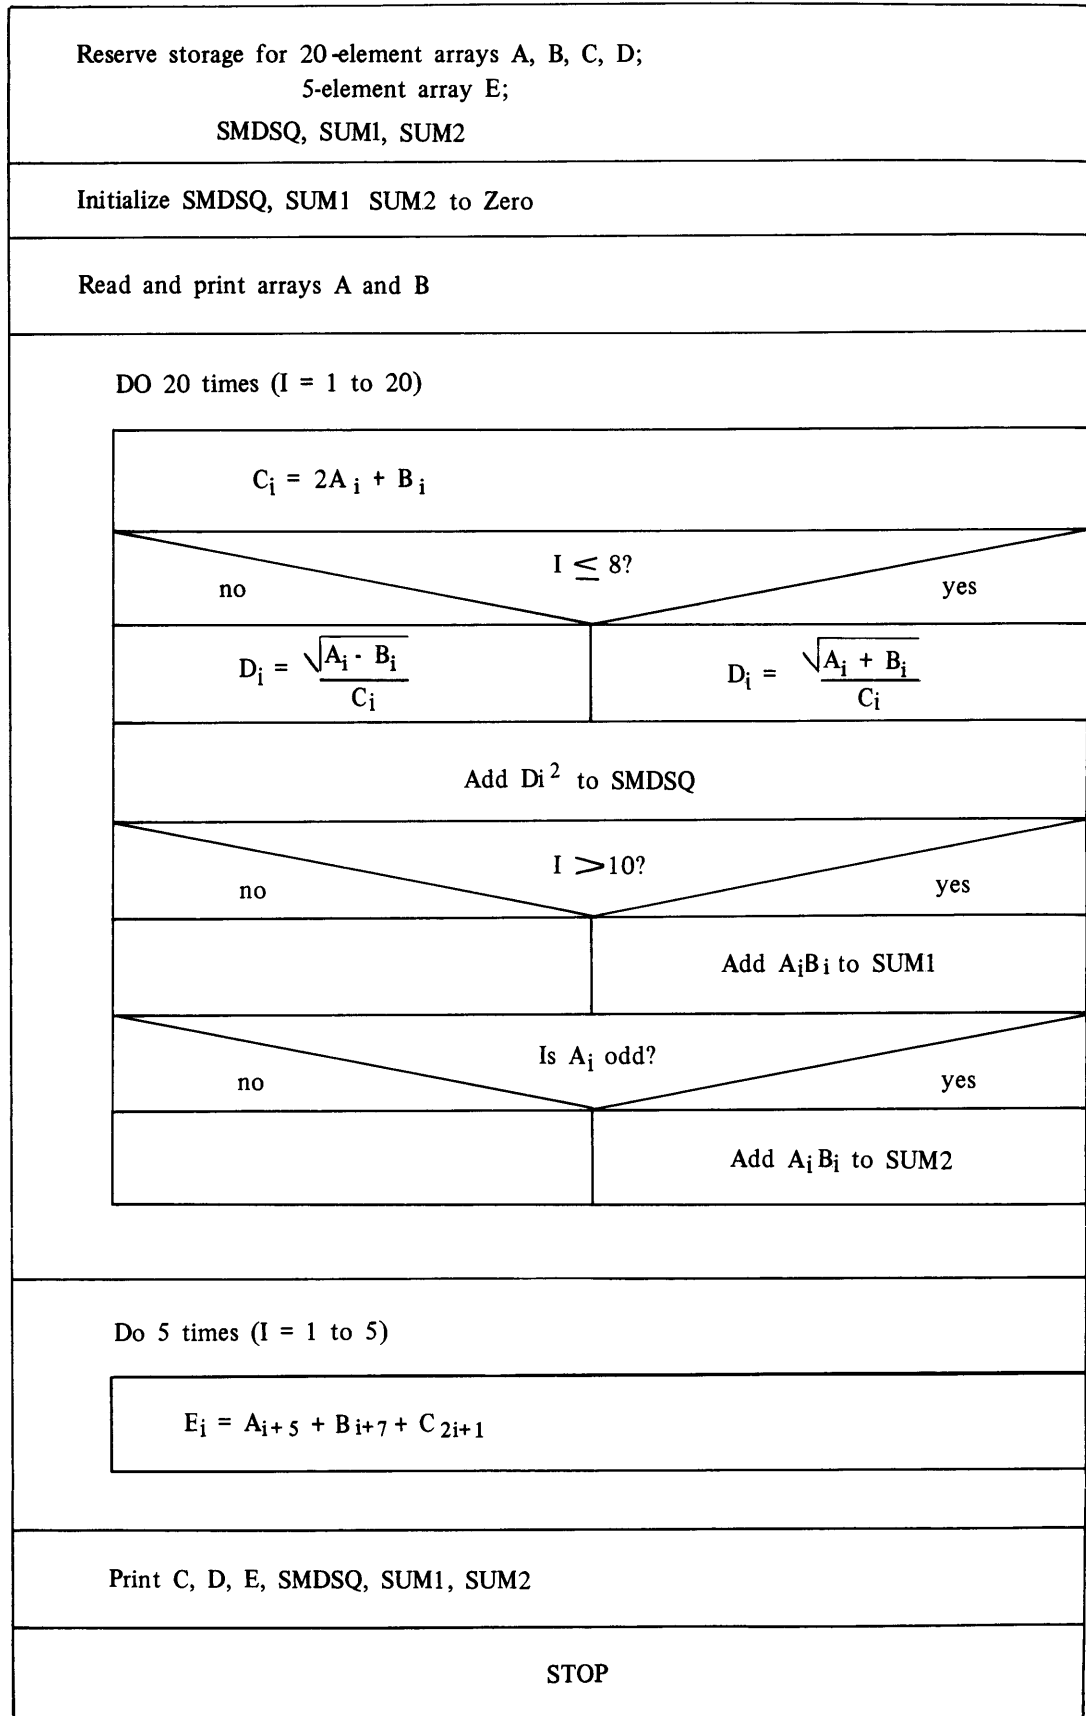 Reserve storage for 20-element arrays A, B, C, D;
5-element array E;
SMDSQ, SUM1, SUM2
Initialize SMDSQ, SUM1 SUM2 to Zero
Read and print arrays A and B
DO 20 times (I = 1 to 20)
Cᵢ = 2Aᵢ + Bᵢ
I ≤ 8?
no yes
Dᵢ = √(Aᵢ - Bᵢ) / Cᵢ Dᵢ = √(Aᵢ + Bᵢ) / Cᵢ
Add Di² to SMDSQ
I > 10?
no yes
Add AᵢBᵢ to SUM1
Is Aᵢ odd?
no yes
Add AᵢBᵢ to SUM2
Do 5 times (I = 1 to 5)
Eᵢ = Aᵢ₊₅ + Bᵢ₊₇ + C₂ᵢ₊₁
Print C, D, E, SMDSQ, SUM1, SUM2
STOP